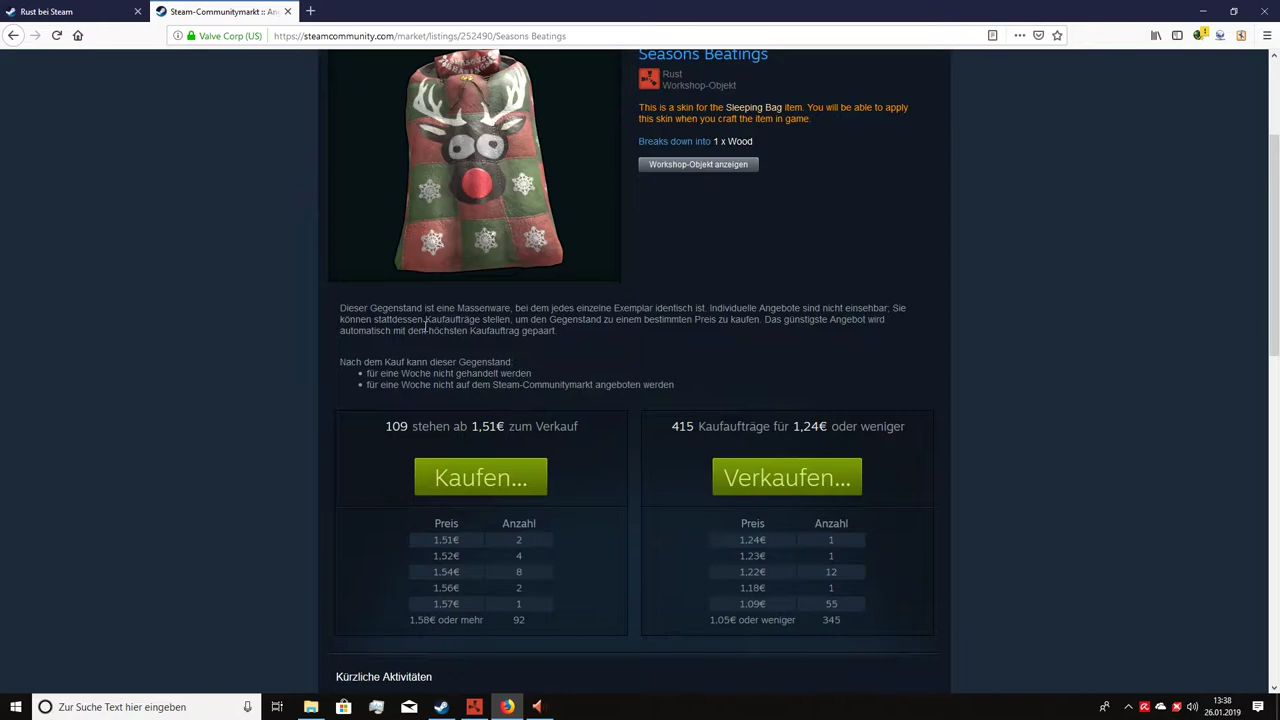 Rust bei Steam
Steam-Communitymarkt :: An
Valve Corp (US)
https://steamcommunity.com/market/listings/252490/Seasons Beatings
Seasons Beatings
Rust
Workshop-Objekt
This is a skin for the Sleeping Bag item. You will be able to apply
this skin when you craft the item in game.
Breaks down into 1 x Wood
Workshop-Objekt anzeigen
Dieser Gegenstand ist eine Massenware, bei dem jedes einzelne Exemplar identisch ist. Individuelle Angebote sind nicht einsehbar; Sie
können stattdessen Kaufaufträge stellen, um den Gegenstand zu einem bestimmten Preis zu kaufen. Das günstigste Angebot wird
automatisch mit dem höchsten Kaufauftrag gepaart.
Nach dem Kauf kann dieser Gegenstand:
• für eine Woche nicht gehandelt werden
• für eine Woche nicht auf dem Steam-Communitymarkt angeboten werden
109 stehen ab 1,51€ zum Verkauf
Kaufen...
Preis Anzahl
1,51€ 2
1,52€ 4
1,54€ 8
1,56€ 2
1,57€ 1
1,58€ oder mehr 92
415 Kaufaufträge für 1,24€ oder weniger
Verkaufen...
Preis Anzahl
1,24€ 1
1,23€ 1
1,22€ 12
1,18€ 1
1,09€ 55
1,05€ oder weniger 345
Kürzliche Aktivitäten
Zur Suche Text hier eingeben
13:38
26.01.2019